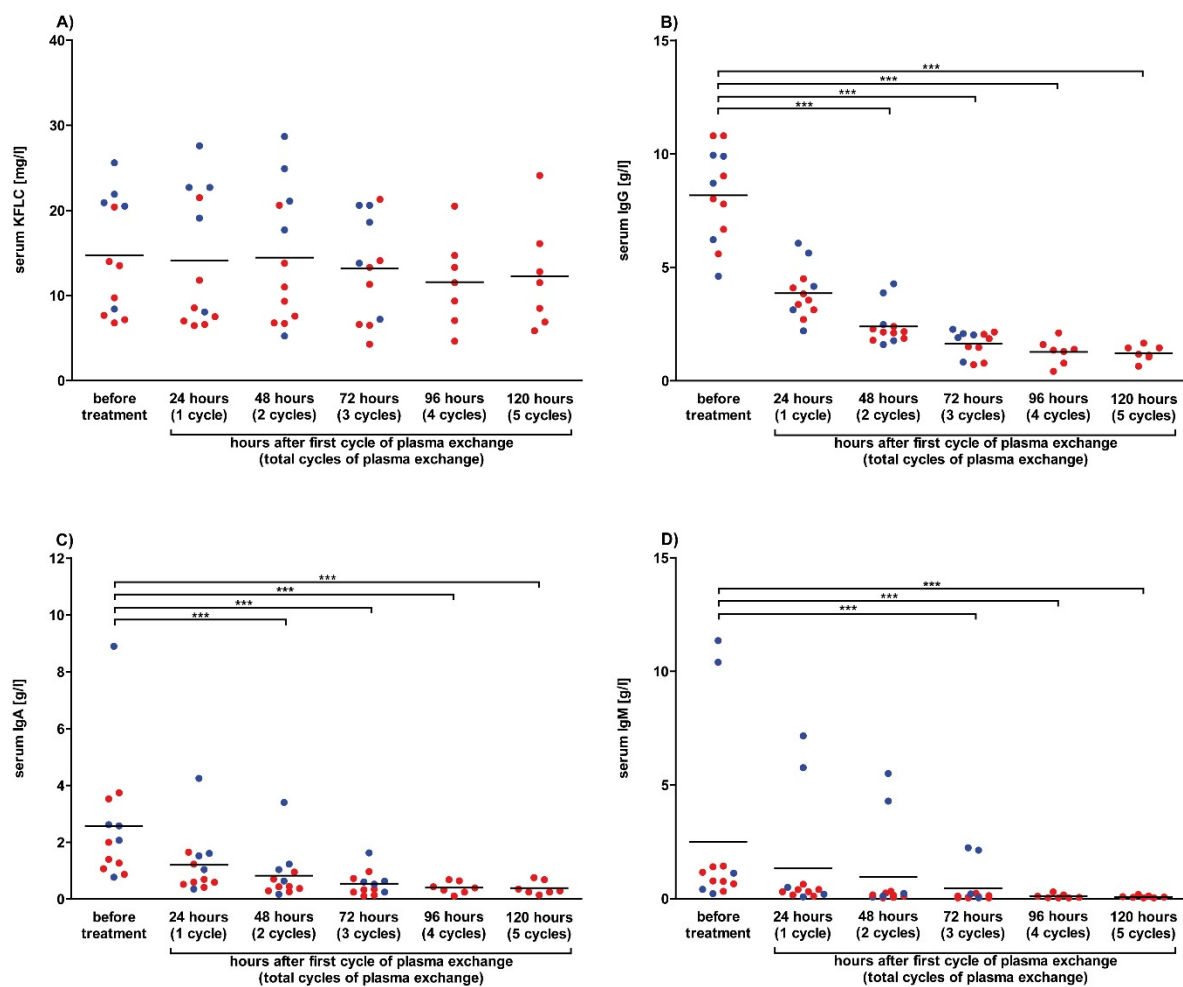 A)
40
30
20
10
0
serum KFLC [mg/l]
before
treatment
24 hours
(1 cycle)
48 hours
(2 cycles)
72 hours
(3 cycles)
96 hours
(4 cycles)
120 hours
(5 cycles)
hours after first cycle of plasma exchange
(total cycles of plasma exchange)
B)
15
10
5
0
serum IgG [g/l]
***
***
***
***
before
treatment
24 hours
(1 cycle)
48 hours
(2 cycles)
72 hours
(3 cycles)
96 hours
(4 cycles)
120 hours
(5 cycles)
hours after first cycle of plasma exchange
(total cycles of plasma exchange)
C)
12
10
8
6
4
2
0
serum IgA [g/l]
***
***
***
***
before
treatment
24 hours
(1 cycle)
48 hours
(2 cycles)
72 hours
(3 cycles)
96 hours
(4 cycles)
120 hours
(5 cycles)
hours after first cycle of plasma exchange
(total cycles of plasma exchange)
D)
15
10
5
0
serum IgM [g/l]
***
***
***
before
treatment
24 hours
(1 cycle)
48 hours
(2 cycles)
72 hours
(3 cycles)
96 hours
(4 cycles)
120 hours
(5 cycles)
hours after first cycle of plasma exchange
(total cycles of plasma exchange)